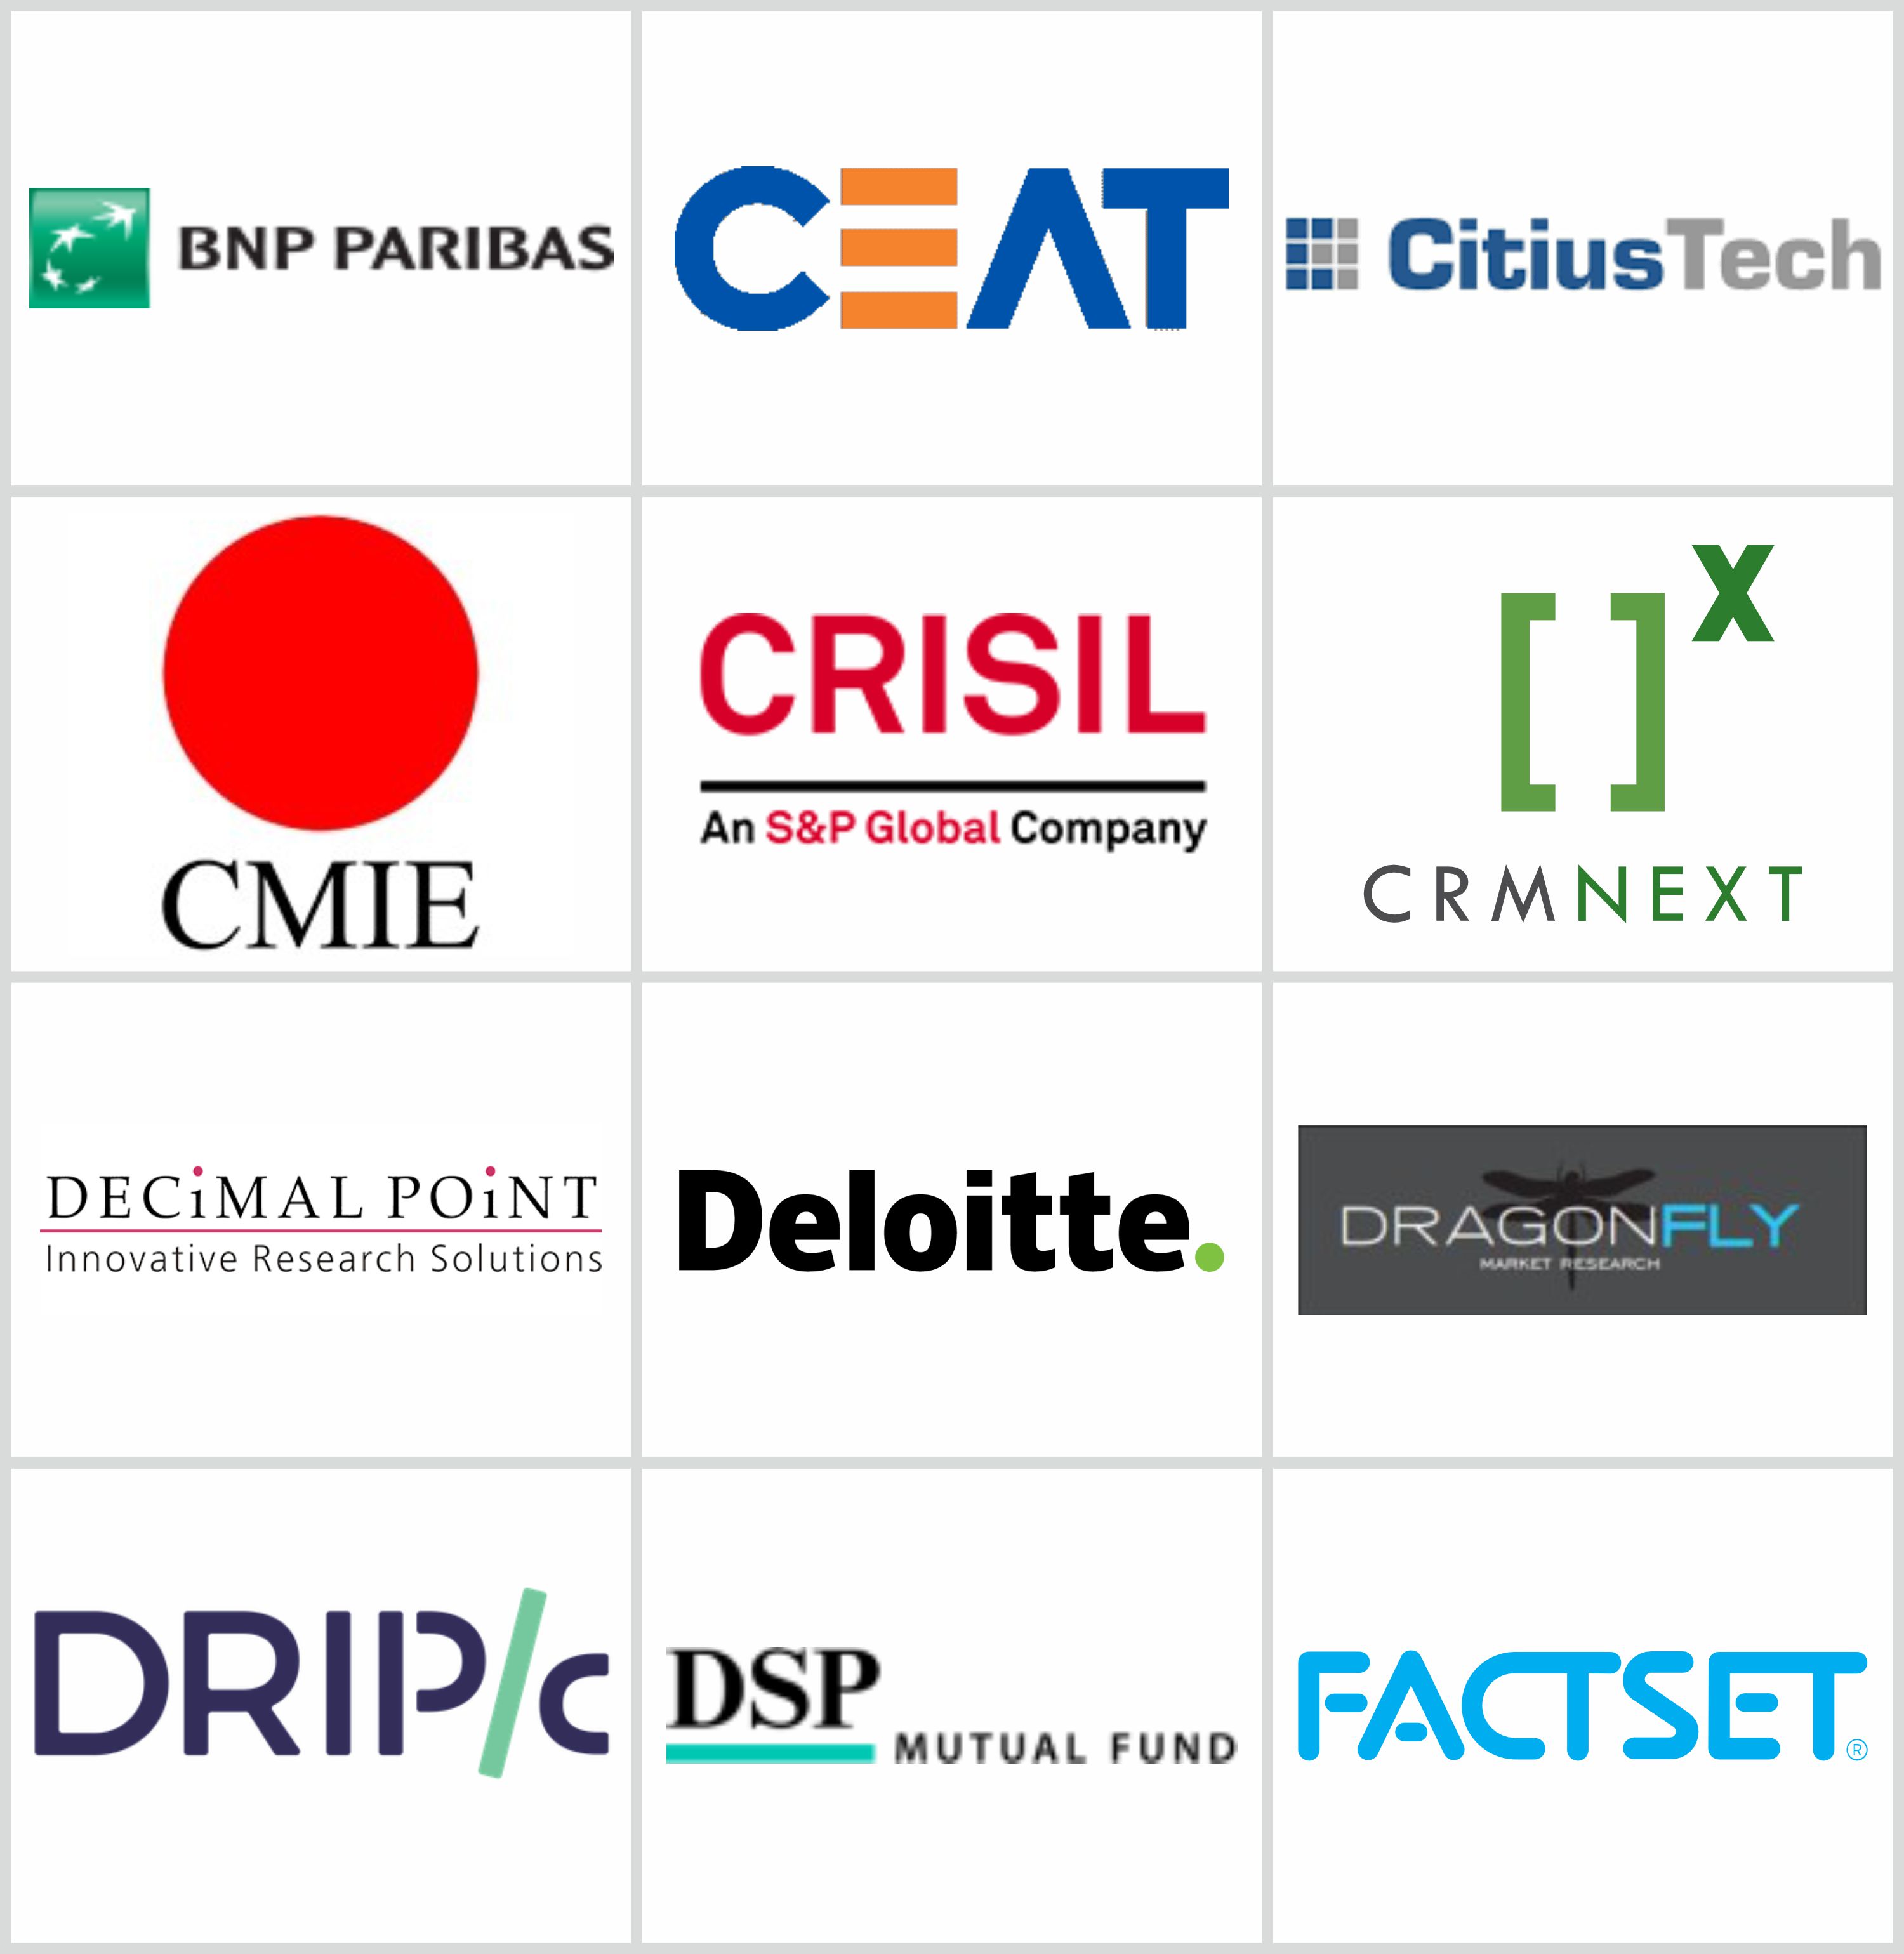 BNP PARIBAS
CEAT
CitiusTech
CMIE
CRISIL
An S&P Global Company
[ ]X
CRMNEXT
DECiMAL POiNT
Innovative Research Solutions
Deloitte.
DRAGONFLY
MARKET RESEARCH
DRIP/c
DSP
MUTUAL FUND
FACTSET®